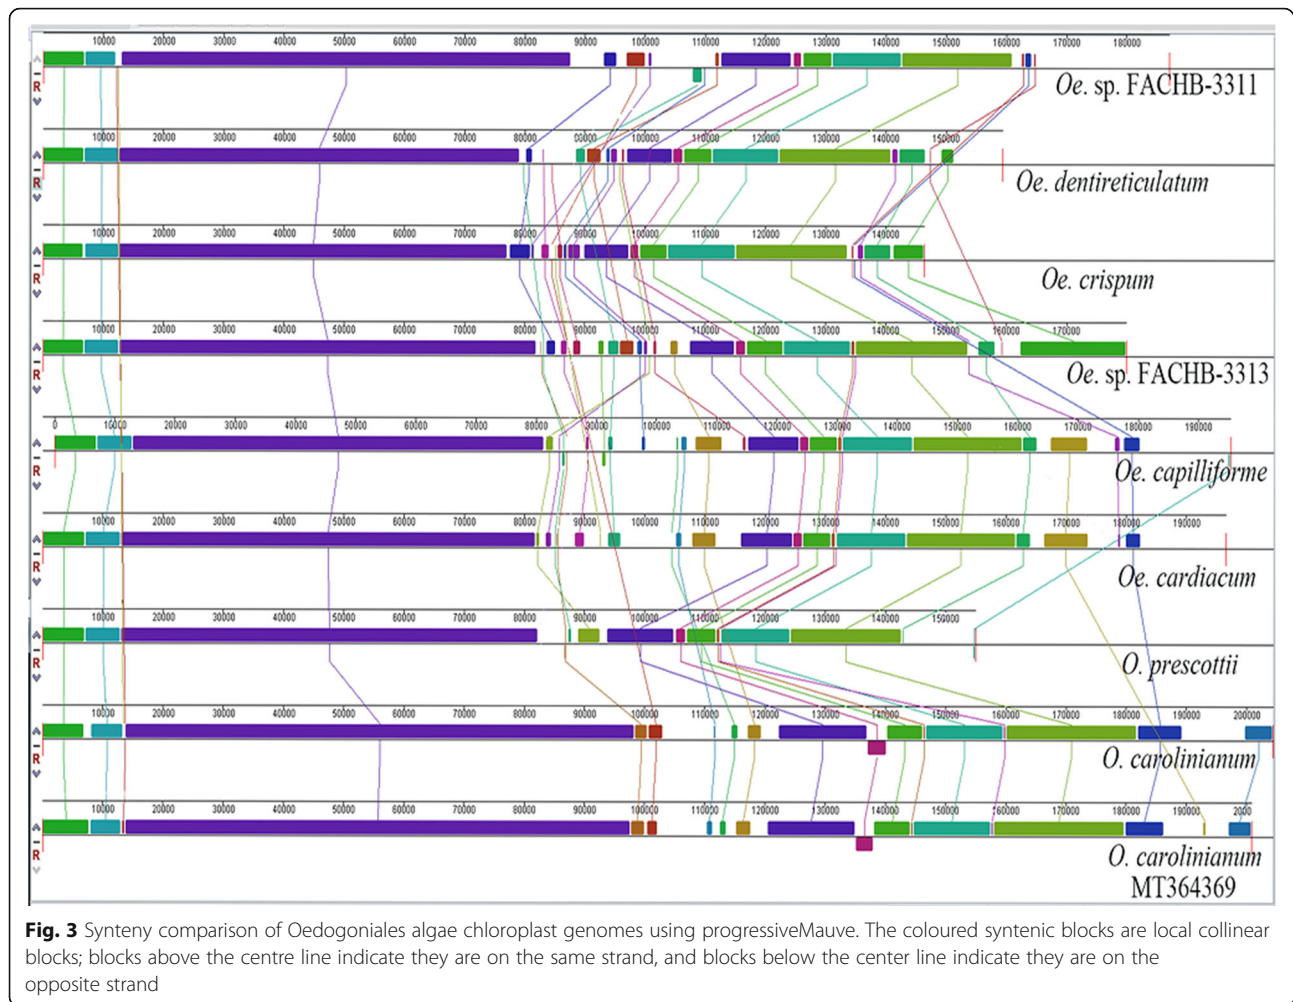 10000 20000 30000 40000 50000 60000 70000 80000 90000 100000 110000 120000 130000 140000 150000 160000 170000 180000
R
Oe. sp. FACHB-3311
10000 20000 30000 40000 50000 60000 70000 80000 90000 100000 110000 120000 130000 140000 150000
R
Oe. dentireticulatum
10000 20000 30000 40000 50000 60000 70000 80000 90000 100000 110000 120000 130000 140000
R
Oe. crispum
10000 20000 30000 40000 50000 60000 70000 80000 90000 100000 110000 120000 130000 140000 150000 160000 170000
R
Oe. sp. FACHB-3313
0 10000 20000 30000 40000 50000 60000 70000 80000 90000 100000 110000 120000 130000 140000 150000 160000 170000 180000 190000
R
Oe. capilliforme
10000 20000 30000 40000 50000 60000 70000 80000 90000 100000 110000 120000 130000 140000 150000 160000 170000 180000 190000
R
Oe. cardiacum
10000 20000 30000 40000 50000 60000 70000 80000 90000 100000 110000 120000 130000 140000 150000
R
O. prescottii
10000 20000 30000 40000 50000 60000 70000 80000 90000 100000 110000 120000 130000 140000 150000 160000 170000 180000 190000 200000
R
O. carolinianum
10000 20000 30000 40000 50000 60000 70000 80000 90000 100000 110000 120000 130000 140000 150000 160000 170000 180000 190000 2000
R
O. carolinianum
MT364369
Fig. 3 Synteny comparison of Oedogoniales algae chloroplast genomes using progressiveMauve. The coloured syntenic blocks are local collinear
blocks; blocks above the centre line indicate they are on the same strand, and blocks below the center line indicate they are on the
opposite strand